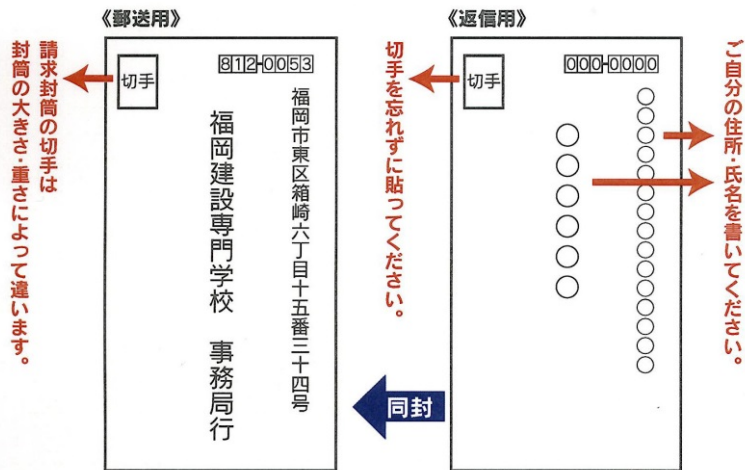 《郵送用》
切手
812-0053
福岡市東区箱崎六丁目十五番三十四号
福岡建設専門学校　事務局行
請求封筒の切手は
封筒の大きさ・重さによって違います。
《返信用》
切手
000-0000
○○○○○○○○○○○○○○○
○○○○○○
切手を忘れずに貼ってください。
ご自分の住所・氏名を書いてください。
同封